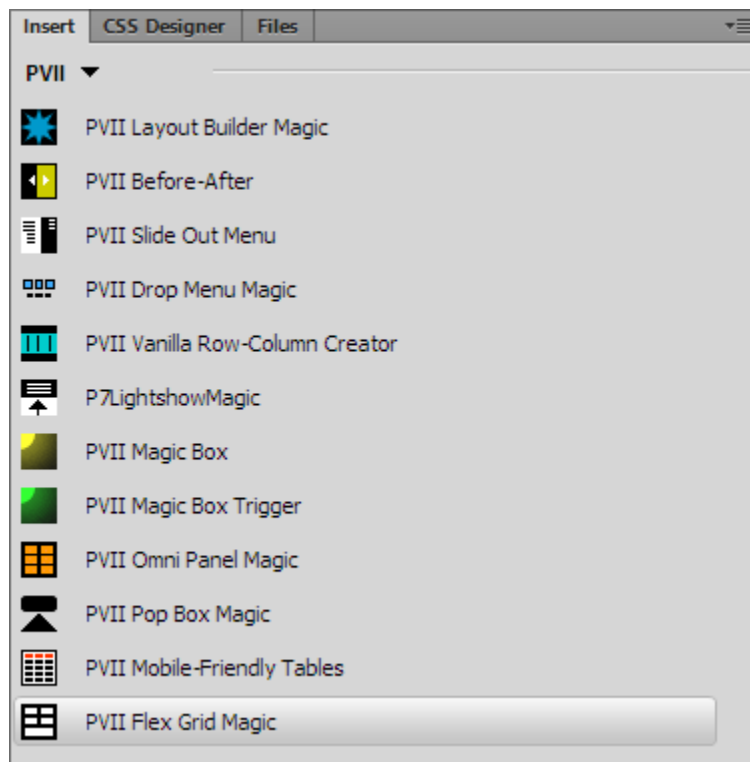 Insert CSS Designer Files
PVII
PVII Layout Builder Magic
PVII Before-After
PVII Slide Out Menu
PVII Drop Menu Magic
PVII Vanilla Row-Column Creator
P7LightshowMagic
PVII Magic Box
PVII Magic Box Trigger
PVII Omni Panel Magic
PVII Pop Box Magic
PVII Mobile-Friendly Tables
PVII Flex Grid Magic